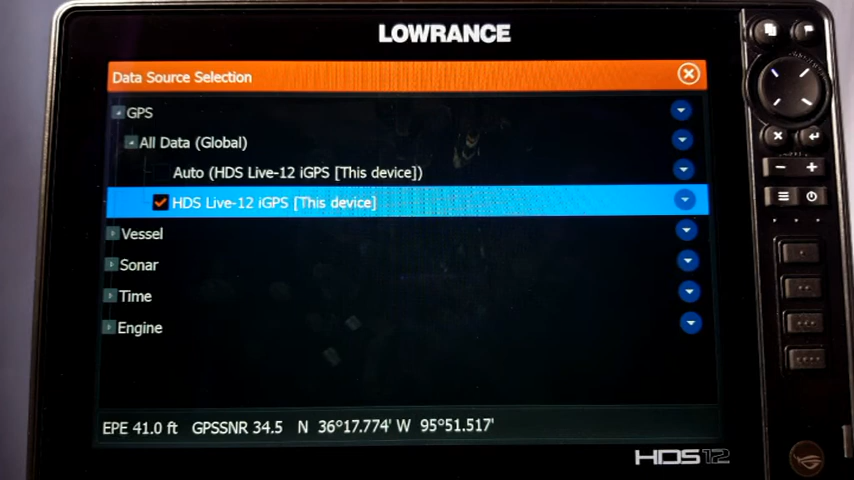 LOWRANCE
Data Source Selection
GPS
All Data (Global)
Auto (HDS Live-12 iGPS [This device])
HDS Live-12 iGPS [This device]
Vessel
Sonar
Time
Engine
EPE 41.0 ft GPSSNR 34.5 N 36°17.774' W 95°51.517'
HDS12